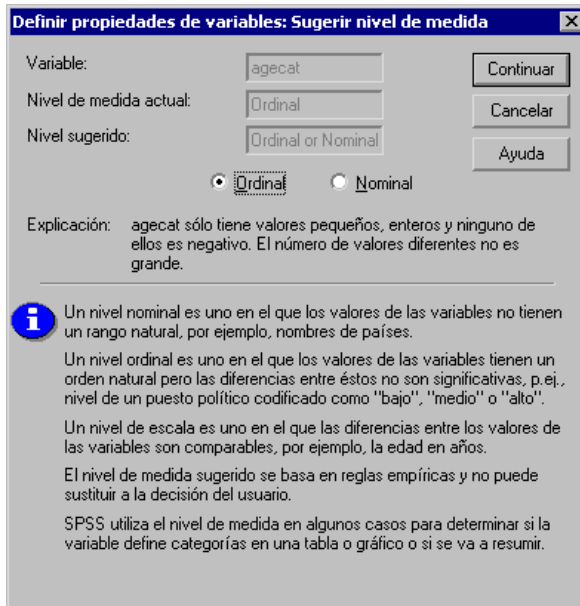 Definir propiedades de variables: Sugerir nivel de medida
Variable:
agecat
Continuar
Nivel de medida actual:
Ordinal
Cancelar
Nivel sugerido:
Ordinal or Nominal
Ayuda
Ordinal
Nominal
Explicación:
agecat sólo tiene valores pequeños, enteros y ninguno de
ellos es negativo. El número de valores diferentes no es
grande.
Un nivel nominal es uno en el que los valores de las variables no tienen
un rango natural, por ejemplo, nombres de países.
Un nivel ordinal es uno en el que los valores de las variables tienen un
orden natural pero las diferencias entre éstos no son significativas, p.ej.,
nivel de un puesto político codificado como "bajo", "medio" o "alto".
Un nivel de escala es uno en el que las diferencias entre los valores de
las variables son comparables, por ejemplo, la edad en años.
El nivel de medida sugerido se basa en reglas empíricas y no puede
sustituir a la decisión del usuario.
SPSS utiliza el nivel de medida en algunos casos para determinar si la
variable define categorías en una tabla o gráfico o si se va a resumir.